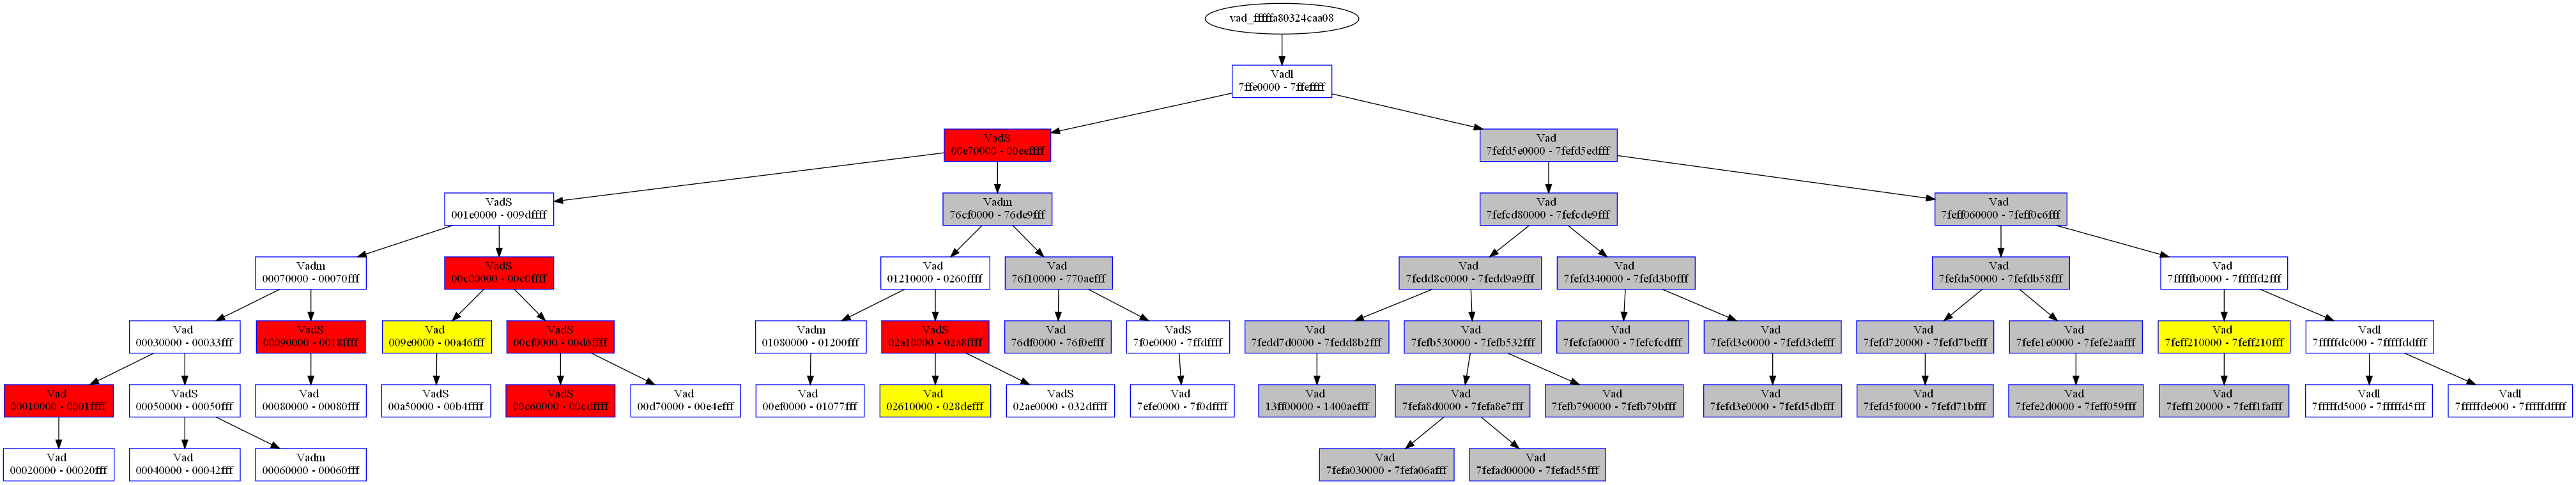 vad_fffffa80324caa08
Vadl
7ffe0000 - 7ffeffff
VadS
00e70000 - 00eeffff
Vad
7fefd5e0000 - 7fefd5edfff
VadS
001e0000 - 009dffff
Vadm
76cf0000 - 76de9fff
Vad
7fefcd80000 - 7fefcde9fff
Vad
7feff060000 - 7feff0c6fff
Vadm
00070000 - 00070fff
VadS
00c00000 - 00c0ffff
Vad
01210000 - 0260ffff
Vad
76f10000 - 770aefff
Vad
7fedd8c0000 - 7fedd9a9fff
Vad
7fefd340000 - 7fefd3b0fff
Vad
7fefda50000 - 7fefdb58fff
Vad
7fffffb0000 - 7fffffd2fff
Vad
00030000 - 00033fff
VadS
00090000 - 0018ffff
Vad
009e0000 - 00a46fff
VadS
00cf0000 - 00d6ffff
Vadm
01080000 - 01200fff
VadS
02a10000 - 02a8ffff
Vad
76df0000 - 76f0efff
VadS
7f0e0000 - 7ffdffff
Vad
7fedd7d0000 - 7fedd8b2fff
Vad
7fefb530000 - 7fefb532fff
Vad
7fefcfa0000 - 7fefcfcdfff
Vad
7fefd3c0000 - 7fefd3defff
Vad
7fefd720000 - 7fefd7befff
Vad
7fefe1e0000 - 7fefe2aafff
Vad
7feff210000 - 7feff210fff
Vadl
7fffffdc000 - 7fffffddfff
Vad
00010000 - 0001ffff
VadS
00050000 - 00050fff
Vad
00080000 - 00080fff
VadS
00a50000 - 00b4ffff
VadS
00c60000 - 00cdffff
Vad
00d70000 - 00e4efff
Vad
00ef0000 - 01077fff
Vad
02610000 - 028defff
VadS
02ae0000 - 032dffff
Vad
7efe0000 - 7f0dffff
Vad
13ff00000 - 1400aefff
Vad
7fefa8d0000 - 7fefa8e7fff
Vad
7fefb790000 - 7fefb79bfff
Vad
7fefd3e0000 - 7fefd5dbfff
Vad
7fefd5f0000 - 7fefd71bfff
Vad
7fefe2d0000 - 7feff059fff
Vad
7feff120000 - 7feff1fafff
Vadl
7fffffd5000 - 7fffffd5fff
Vadl
7fffffde000 - 7fffffdffff
Vad
00020000 - 00020fff
Vad
00040000 - 00042fff
Vadm
00060000 - 00060fff
Vad
7fefa030000 - 7fefa06afff
Vad
7fefad00000 - 7fefad55fff